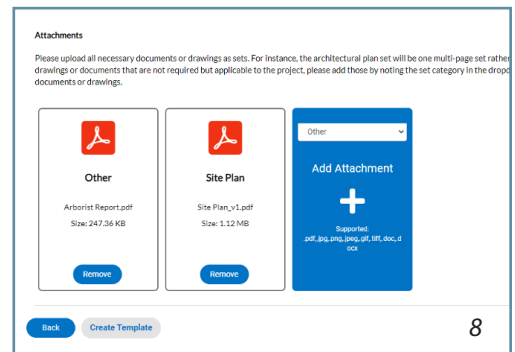 Attachments
Please upload all necessary documents or drawings as sets. For instance, the architectural plan set will be one multi-page set rather
drawings or documents that are not required but applicable to the project, please add those by noting the set category in the
documents or drawings.
Other
Arborist Report.pdf
Size: 247.36 KB
Remove
Site Plan
Site Plan_v1.pdf
Size: 1.12 MB
Remove
Other
Add Attachment
Supported:
.pdf,.jpg,.png,.jpeg,.gif,.tiff,.doc,.d
ocx
Back
Create Template
8